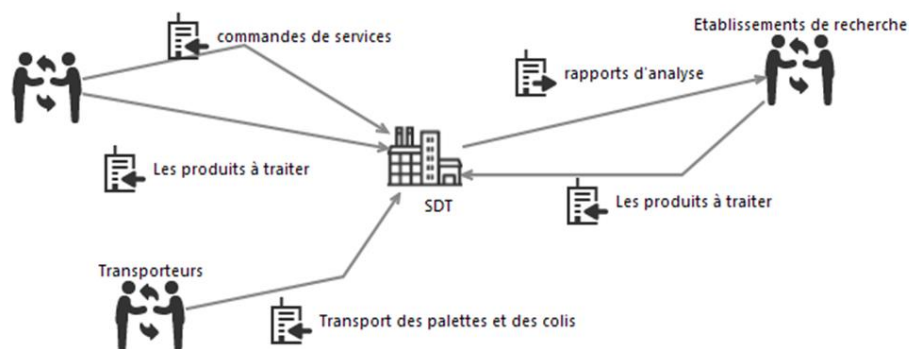 commandes de services
Etablissements de recherche
rapports d'analyse
Les produits à traiter
SDT
Les produits à traiter
Transporteurs
Transport des palettes et des colis